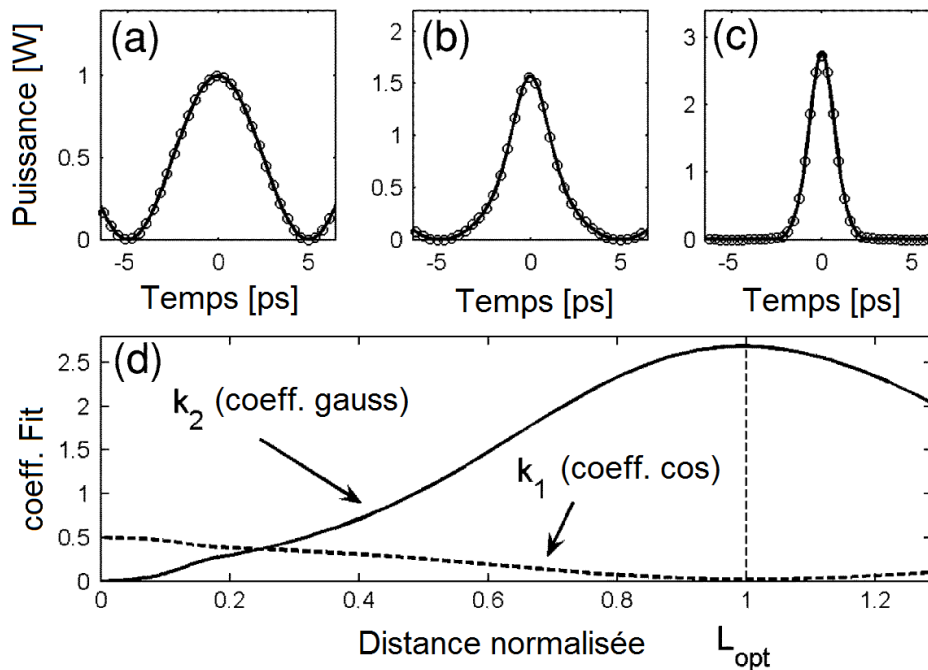 (a)
(b)
(c)
Puissance [W]
1
0.5
0
2
1.5
1
0.5
0
3
2
1
0
-5 0 5
-5 0 5
-5 0 5
Temps [ps]
Temps [ps]
Temps [ps]
(d)
coeff. Fit
2.5
2
1.5
1
0.5
0
k2 (coeff. gauss)
k1 (coeff. cos)
0 0.2 0.4 0.6 0.8 1 1.2
Distance normalisée
Lopt